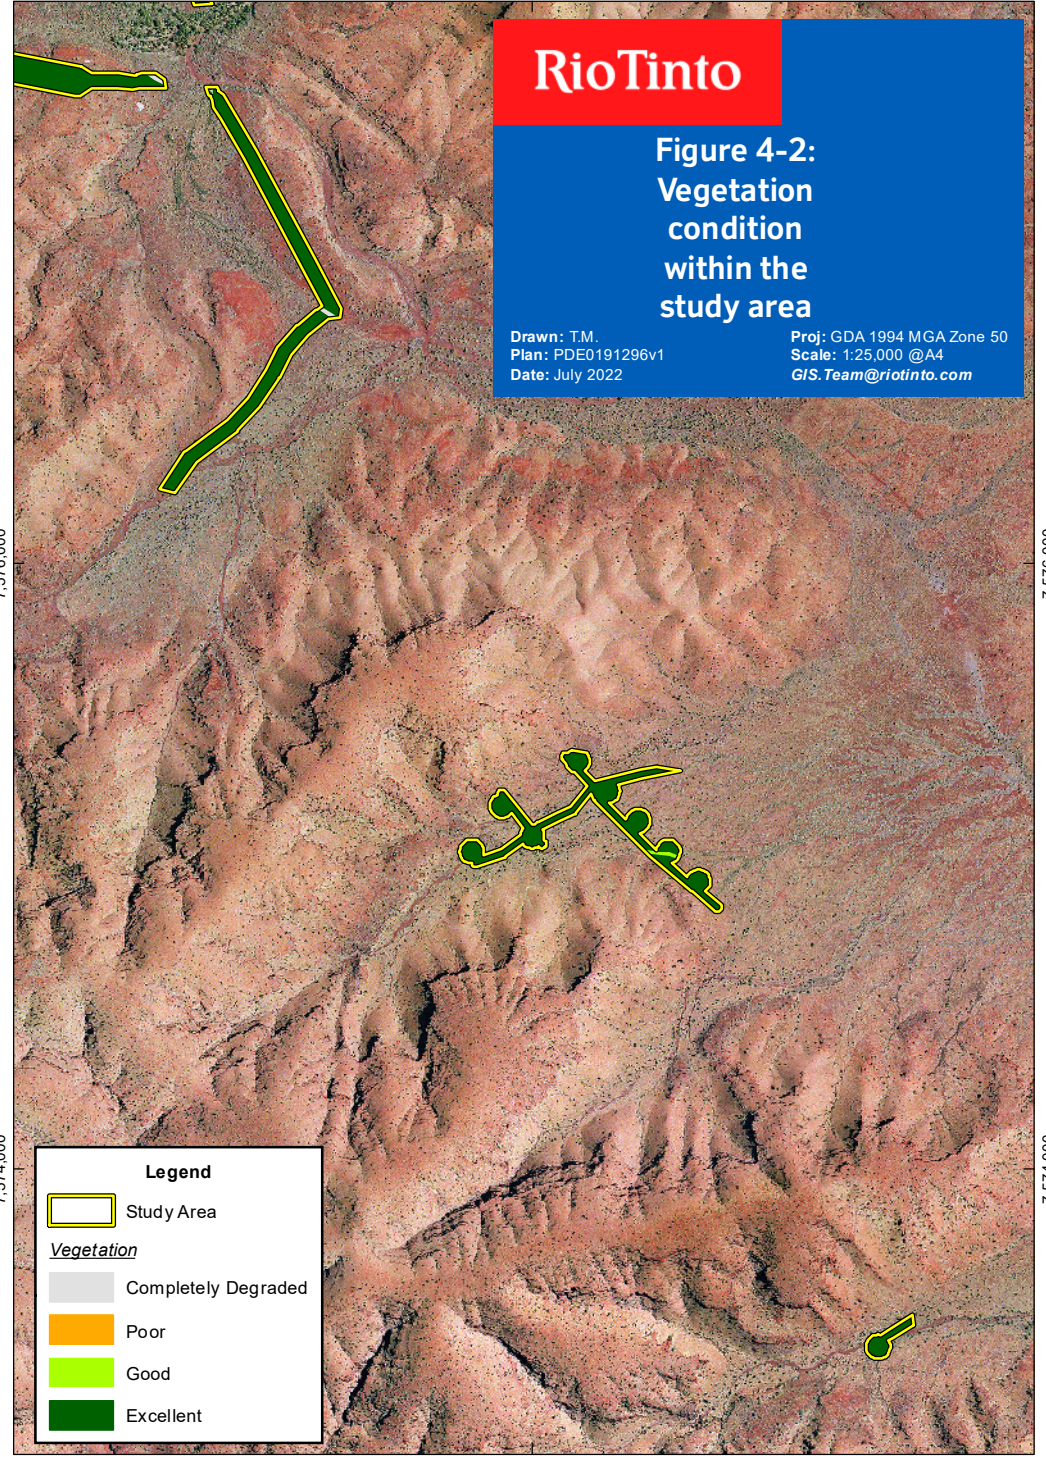 RioTinto
Figure 4-2:
Vegetation
condition
within the
study area
Drawn: T.M.
Plan: PDE0191296v1
Date: July 2022
Proj: GDA 1994 MGA Zone 50
Scale: 1:25,000 @A4
GIS.Team@riotinto.com
Legend
Study Area
Vegetation
Completely Degraded
Poor
Good
Excellent